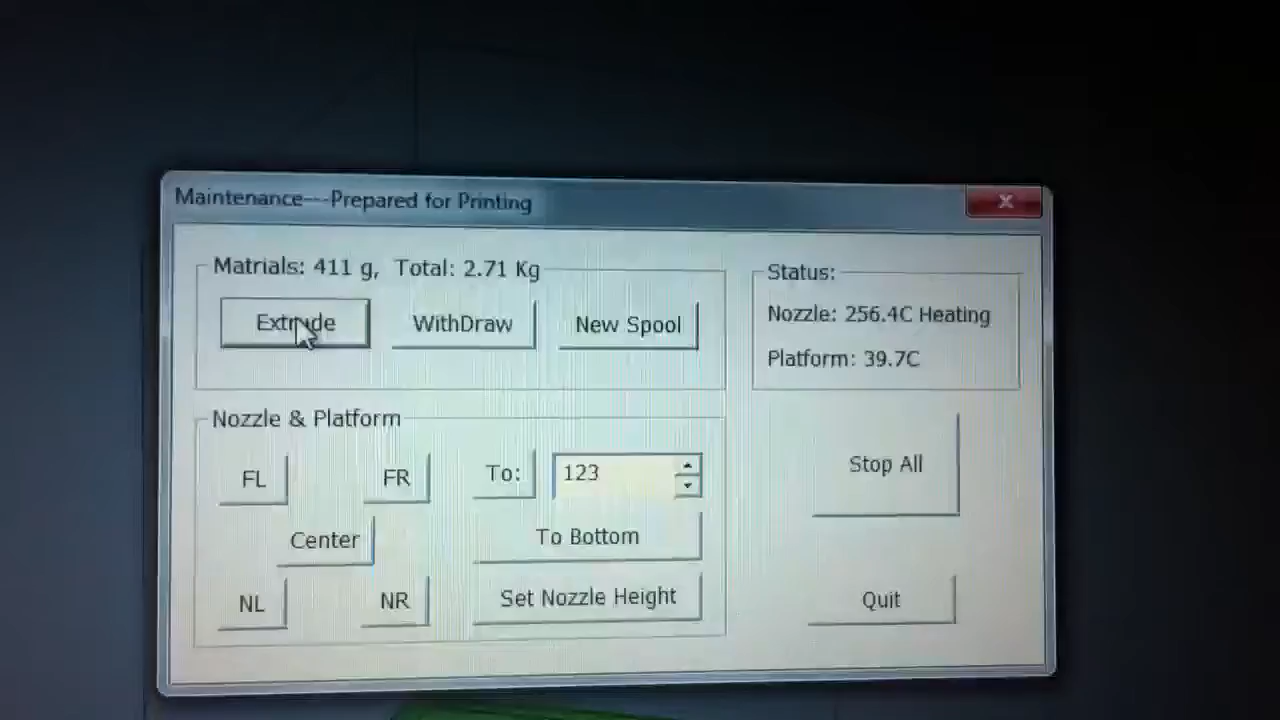 Maintenance---Prepared for Printing
Matrials: 411 g, Total: 2.71 Kg
Extrude
WithDraw
New Spool
Status:
Nozzle: 256.4C Heating
Platform: 39.7C
Nozzle & Platform
FL
FR
To:
123
Center
To Bottom
NL
NR
Set Nozzle Height
Stop All
Quit